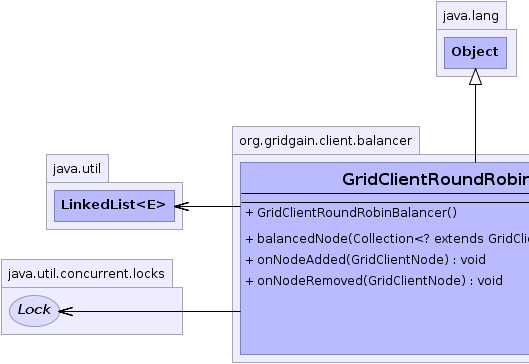 java.lang
Object
org.gridgain.client.balancer
java.util
GridClientRoundRobin
LinkedList<E>
+ GridClientRoundRobinBalancer()
+ balancedNode(Collection<? extends GridClie
+ onNodeAdded(GridClientNode) : void
java.util.concurrent.locks
+ onNodeRemoved(GridClientNode) : void
Lock